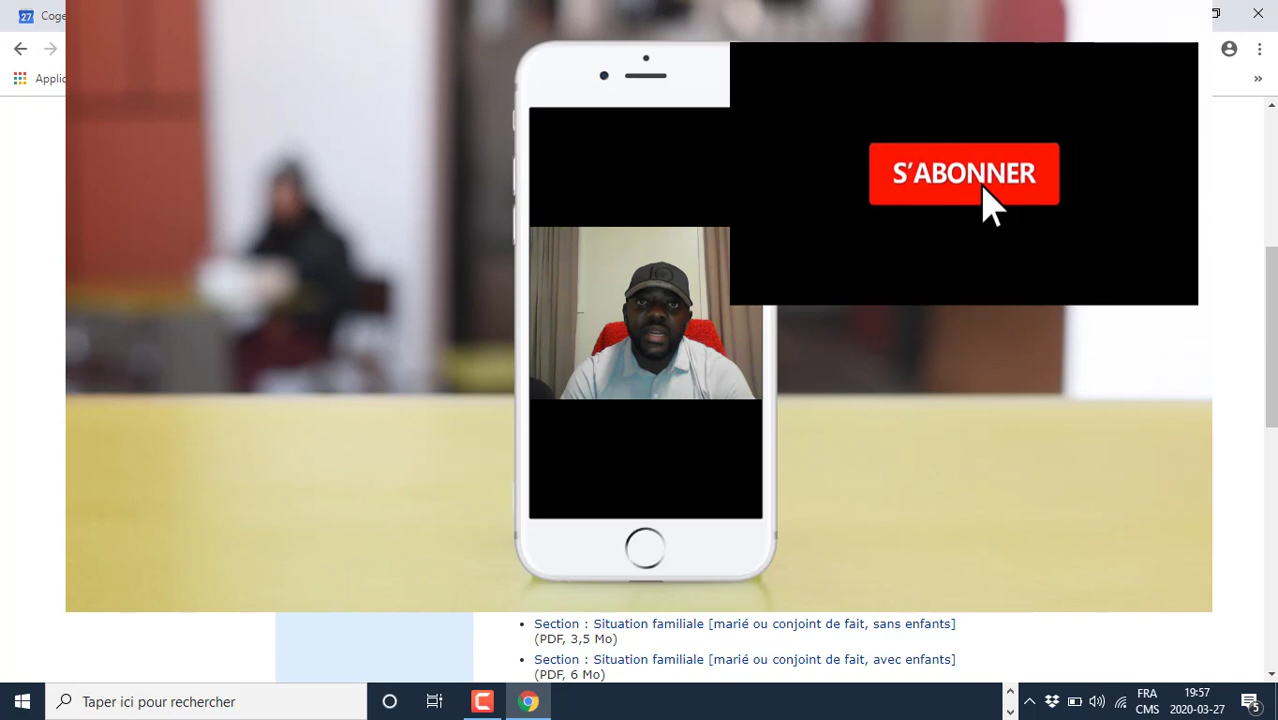 27
Coge
Applic
»
S'ABONNER
Section : Situation familiale [marié ou conjoint de fait, sans enfants]
(PDF, 3,5 Mo)
Section : Situation familiale [marié ou conjoint de fait, avec enfants]
(PDF, 6 Mo)
Taper ici pour rechercher
FRA
CMS
19:57
2020-03-27
5